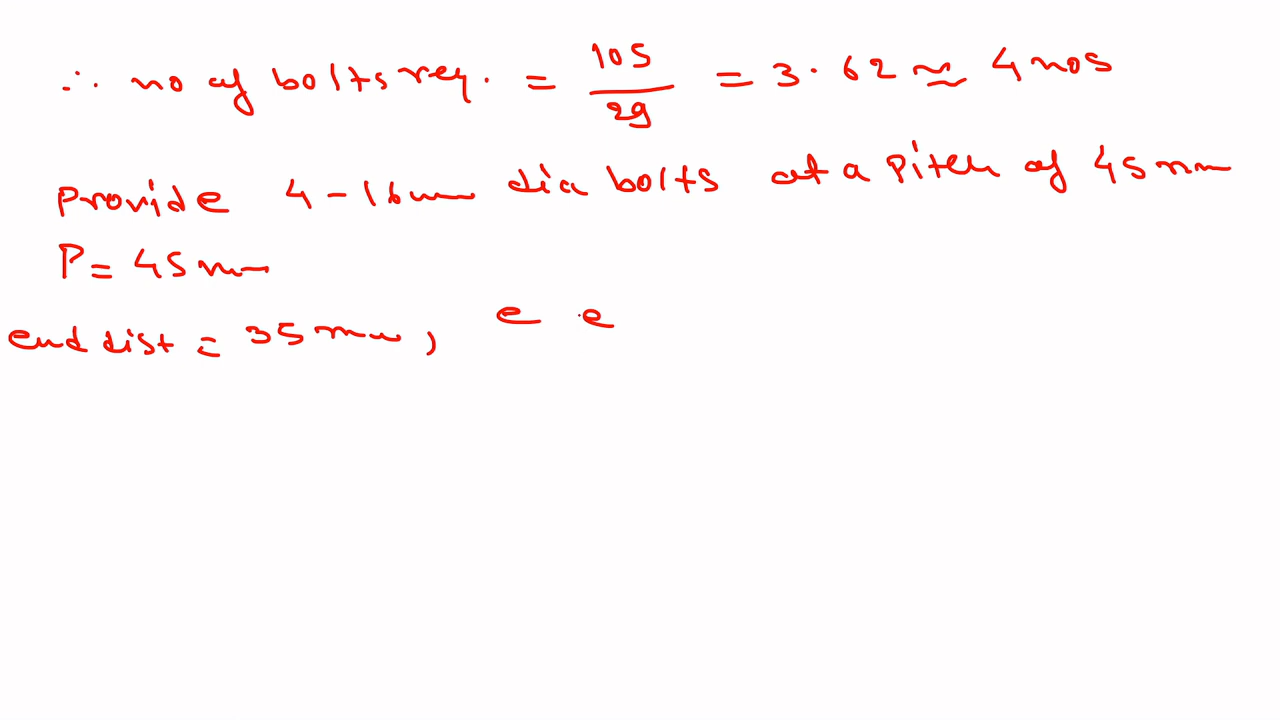 ∴ no of bolts req. = 105/29 = 3.62 ≈ 4 nos
Provide 4-16mm dia bolts at a pitch of 45mm
P = 45mm
end dist = 35mm, e e